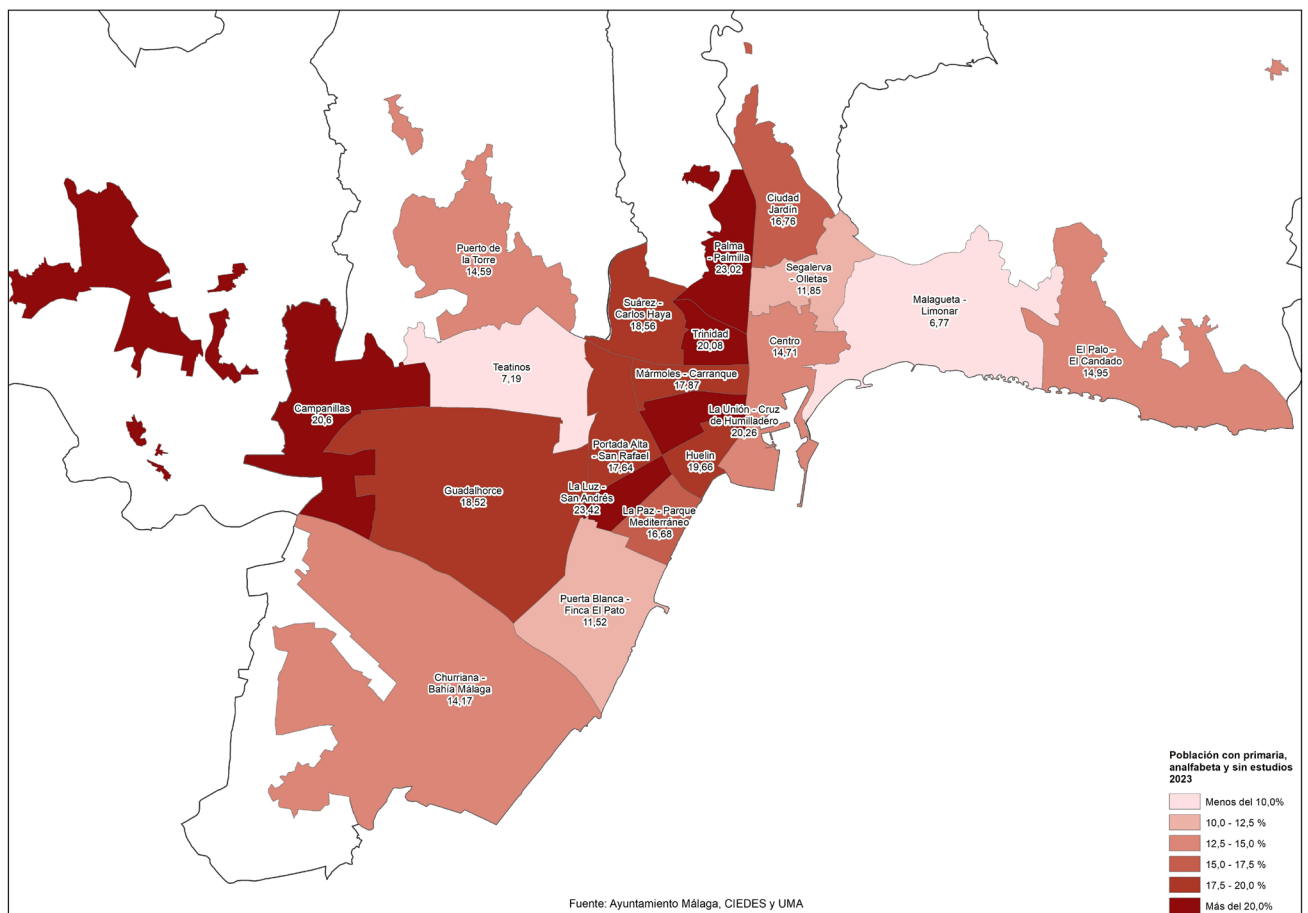 Ciudad
Jardín
16,76
Palma
- Palmilla
23,02
Puerto de
la Torre
14,59
Segalerva -
Olletas
11,85
Suárez -
Carlos Haya
18,56
Malagueta -
Limonar
6,77
Trinidad
20,08
Centro
14,71
El Palo -
El Candado
14,95
Teatinos
7,19
Mármoles - Carranque
17,87
Campanillas
20,6
La Unión - Cruz
de Humilladero
20,26
Portada Alta
- San Rafael
17,64
Huelin
19,66
Guadalhorce
18,52
La Luz -
San Andrés
23,42
La Paz - Parque
Mediterráneo
16,68
Puerta Blanca -
Finca El Pato
11,52
Churriana -
Bahía Málaga
14,17
Población con primaria,
analfabeta y sin estudios
2023
Menos del 10,0%
10,0 - 12,5 %
12,5 - 15,0 %
15,0 - 17,5 %
17,5 - 20,0 %
Más del 20,0%
Fuente: Ayuntamiento Málaga, CIEDES y UMA